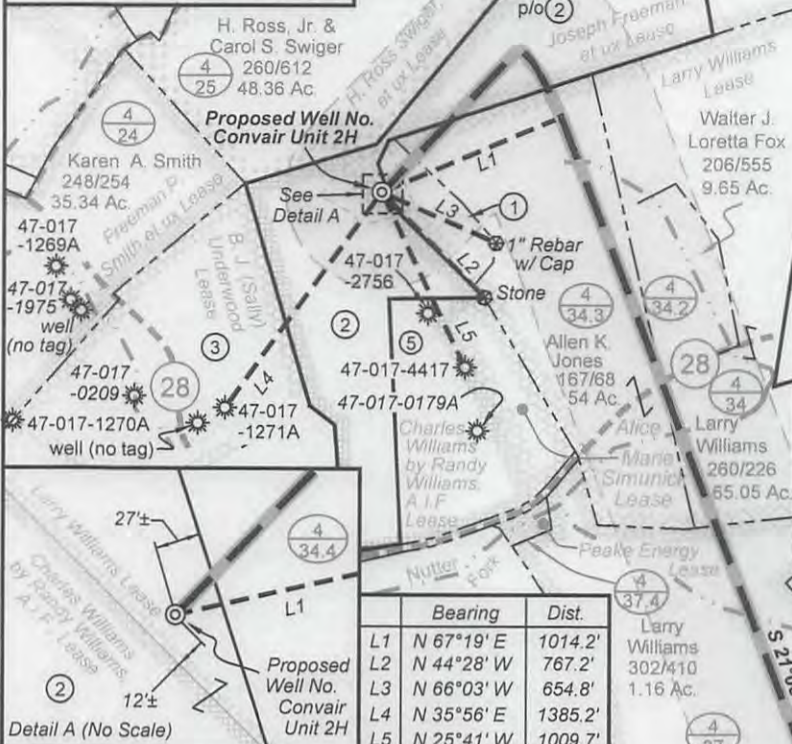 p/o 2
H. Ross, Jr. &
Carol S. Swiger
260/612
48.36 Ac.
4
25
H. Ross Swiger,
et ux Lease
Joseph Freeman
et ux Lease
Larry Williams
Lease
Walter J.
Loretta Fox
206/555
9.65 Ac.
4
24
Karen A. Smith
248/254
35.34 Ac.
Proposed Well No.
Convair Unit 2H
Freeman P.
Smith et ux Lease
See
Detail A
L1
L3
1
1" Rebar
w/ Cap
L2
Stone
47-017
-1269A
47-017
-1975
well
(no tag)
B. J. (Sally)
Underwood
Lease
47-017
-2756
2
5
L5
4
34.3
4
34.2
3
Allen K.
Jones
167/68
54 Ac.
28
4
34
47-017
-0209
28
L4
47-017-4417
47-017-0179A
47-017-1270A
47-017
-1271A
well (no tag)
Charles
Williams
by Randy
Williams,
A.I.F
Lease
Alice
Marie
Simunich
Lease
Larry
Williams
260/226
65.05 Ac.
Nutter
Fork
Peake Energy
Lease
4
37.4
Larry
Williams
302/410
1.16 Ac.
27'±
4
34.4
Larry Williams Lease
Charles Williams
by Randy Williams,
A.I.F. Lease
L1
2
12'±
Proposed
Well No.
Convair
Unit 2H
Detail A (No Scale)
Bearing Dist.
L1 N 67°19' E 1014.2'
L2 N 44°28' W 767.2'
L3 N 66°03' W 654.8'
L4 N 35°56' E 1385.2'
L5 N 25°41' W 1009.7'
4